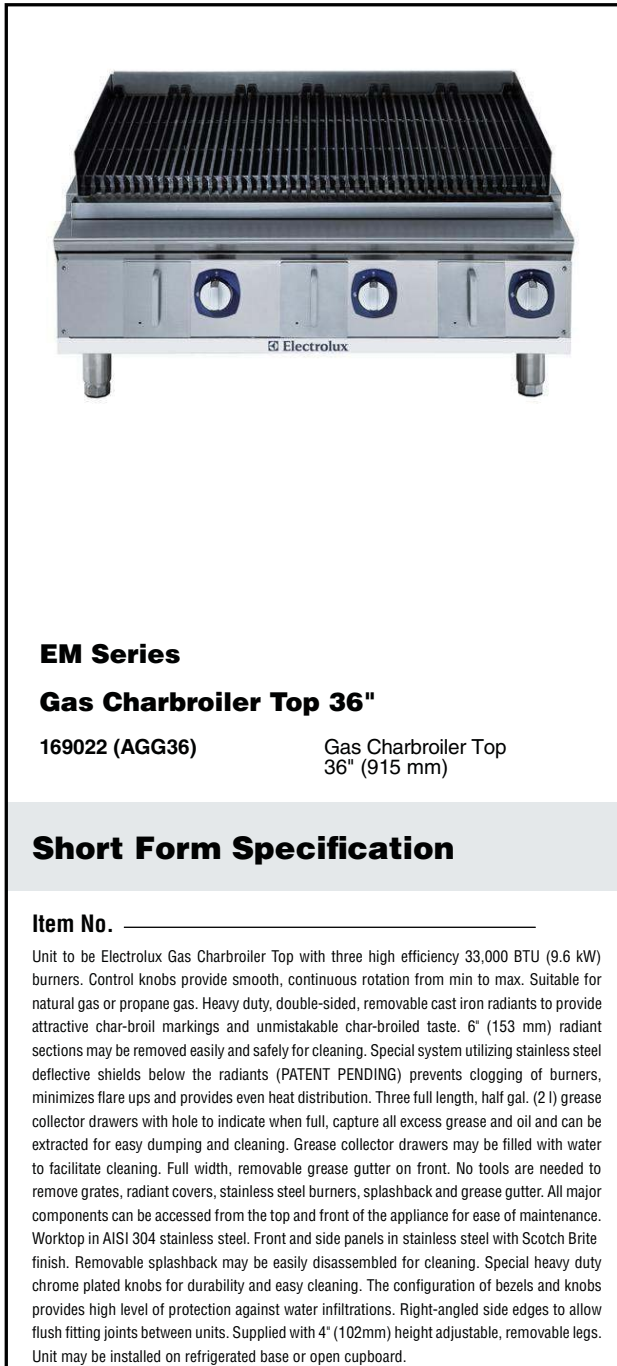 Electrolux
EM Series
Gas Charbroiler Top 36"
169022 (AGG36)
Gas Charbroiler Top
36" (915 mm)
Short Form Specification
Item No.
Unit to be Electrolux Gas Charbroiler Top with three high efficiency 33,000 BTU (9.6 kW)
burners. Control knobs provide smooth, continuous rotation from min to max. Suitable for
natural gas or propane gas. Heavy duty, double-sided, removable cast iron radiants to provide
attractive char-broil markings and unmistakable char-broiled taste. 6" (153 mm) radiant
sections may be removed easily and safely for cleaning. Special system utilizing stainless steel
deflective shields below the radiants (PATENT PENDING) prevents clogging of burners,
minimizes flare ups and provides even heat distribution. Three full length, half gal. (2 l) grease
collector drawers with hole to indicate when full, capture all excess grease and oil and can be
extracted for easy dumping and cleaning. Grease collector drawers may be filled with water
to facilitate cleaning. Full width, removable grease gutter on front. No tools are needed to
remove grates, radiant covers, stainless steel burners, splashback and grease gutter. All major
components can be accessed from the top and front of the appliance for ease of maintenance.
Worktop in AISI 304 stainless steel. Front and side panels in stainless steel with Scotch Brite
finish. Removable splashback may be easily disassembled for cleaning. Special heavy duty
chrome plated knobs for durability and easy cleaning. The configuration of bezels and knobs
provides high level of protection against water infiltrations. Right-angled side edges to allow
flush fitting joints between units. Supplied with 4" (102mm) height adjustable, removable legs.
Unit may be installed on refrigerated base or open cupboard.